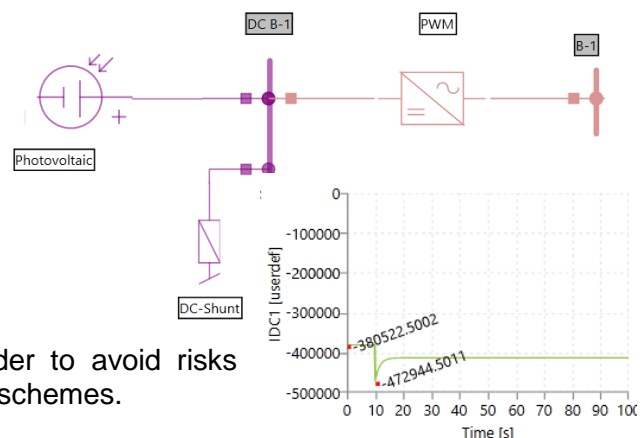 DC B-1
PWM
B-1
+
Photovoltaic
DC-Shunt
IDC1 [userdef]
0
-100000
-200000
-300000
-400000
-500000
-380522.5002
-472944.5011
0 10 20 30 40 50 60 70 80 90 100
Time [s]
der to avoid risks
schemes.